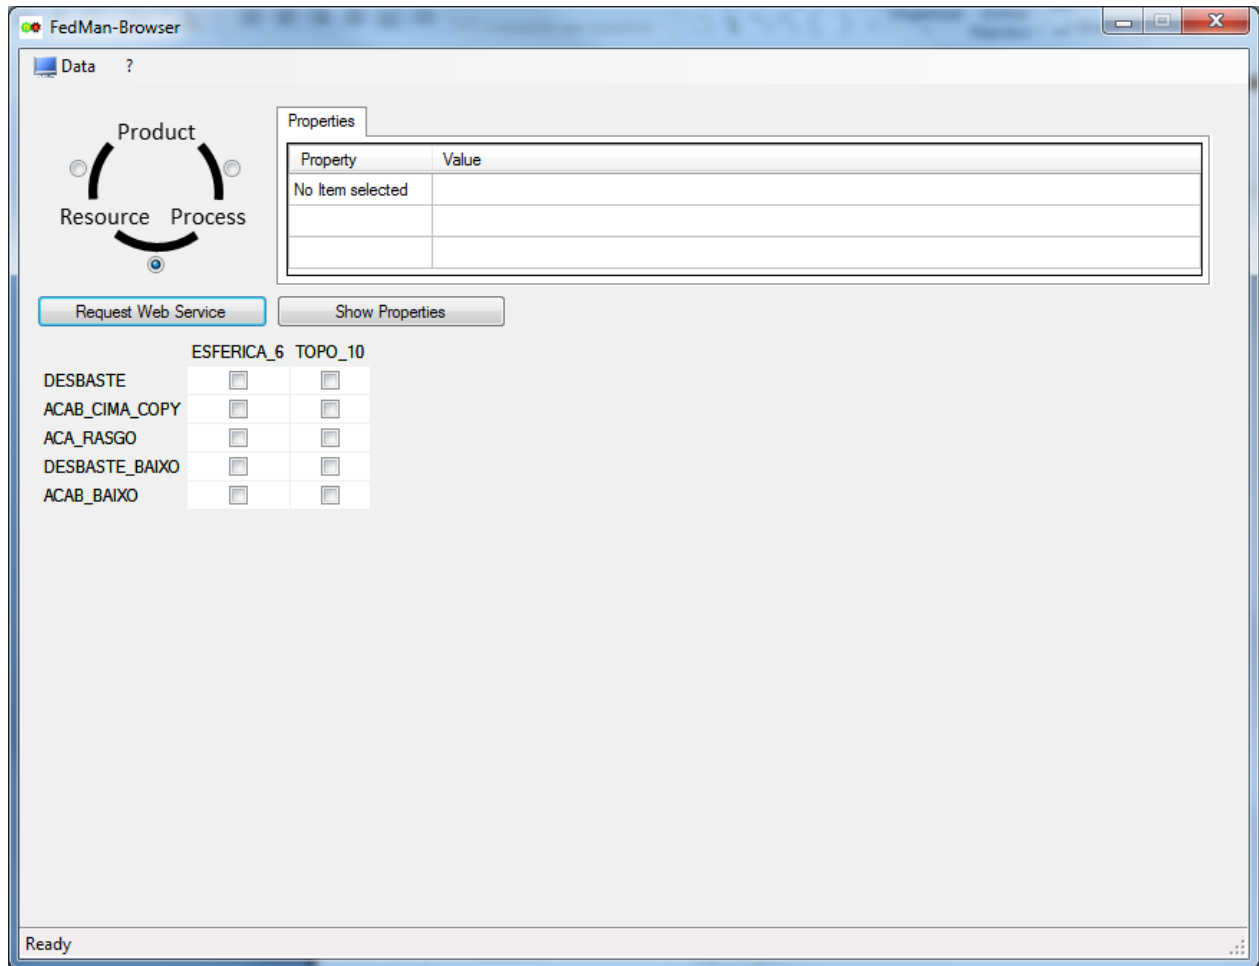 FedMan-Browser
Data ?
Product
Resource Process
Properties
Property Value
No Item selected
Request Web Service Show Properties
ESFERICA_6 TOPO_10
DESBASTE
ACAB_CIMA_COPY
ACA_RASGO
DESBASTE_BAIXO
ACAB_BAIXO
Ready